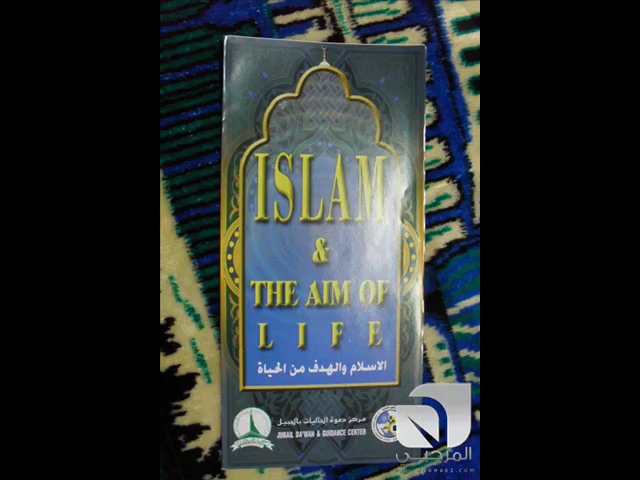 ISLAM
&
THE AIM OF
LIFE
الاسلام والهدف من الحياة
مركز دعوة الجاليات بالجبيل
JUBAIL DA'WAH & GUIDANCE CENTER